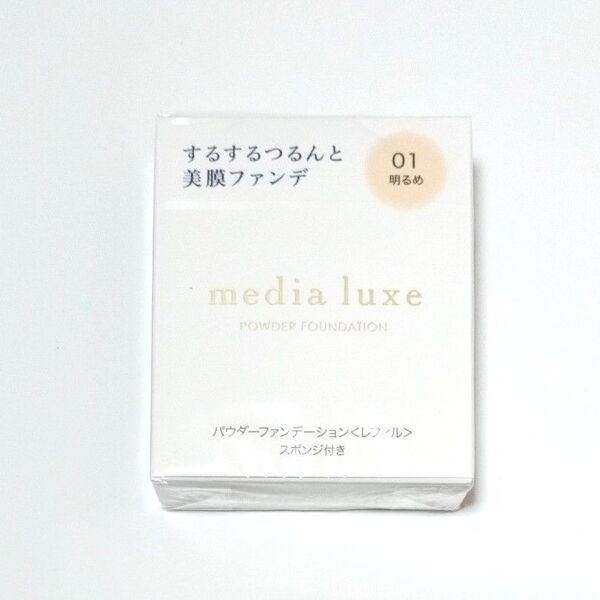 するするつるんと
美膜ファンデ
01
明るめ
media luxe
POWDER FOUNDATION
パウダーファンデーション<レフィル>
スポンジ付き